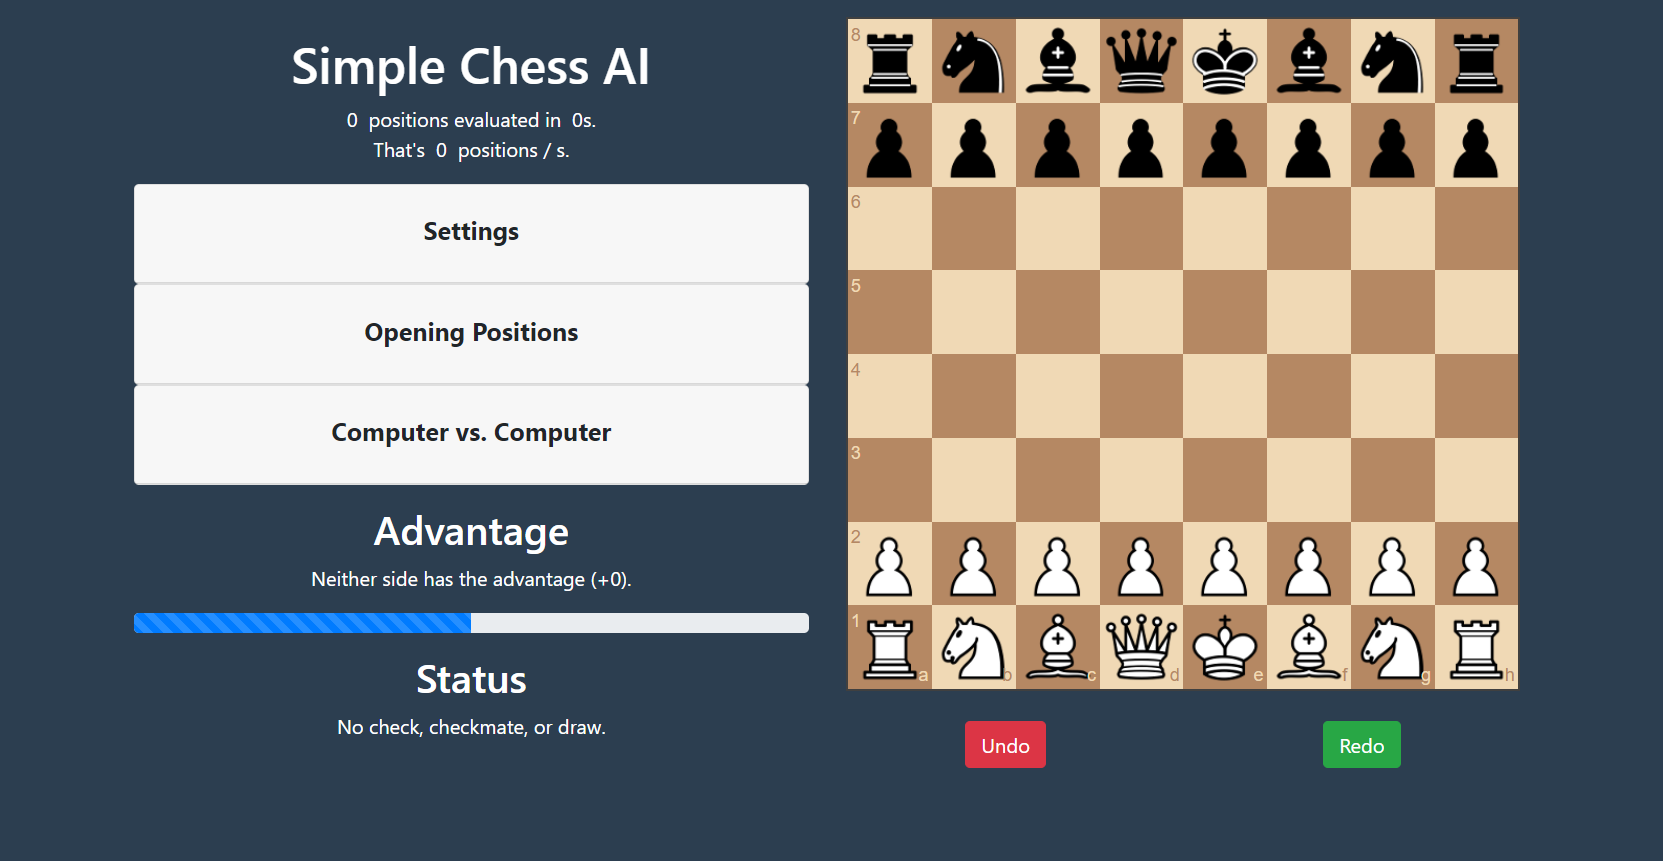 Simple Chess AI
0 positions evaluated in 0s.
That's 0 positions / s.
Settings
Opening Positions
Computer vs. Computer
Advantage
Neither side has the advantage (+0).
Status
No check, checkmate, or draw.
8
7
6
5
4
3
2
1
a b c d e f g h
Undo Redo